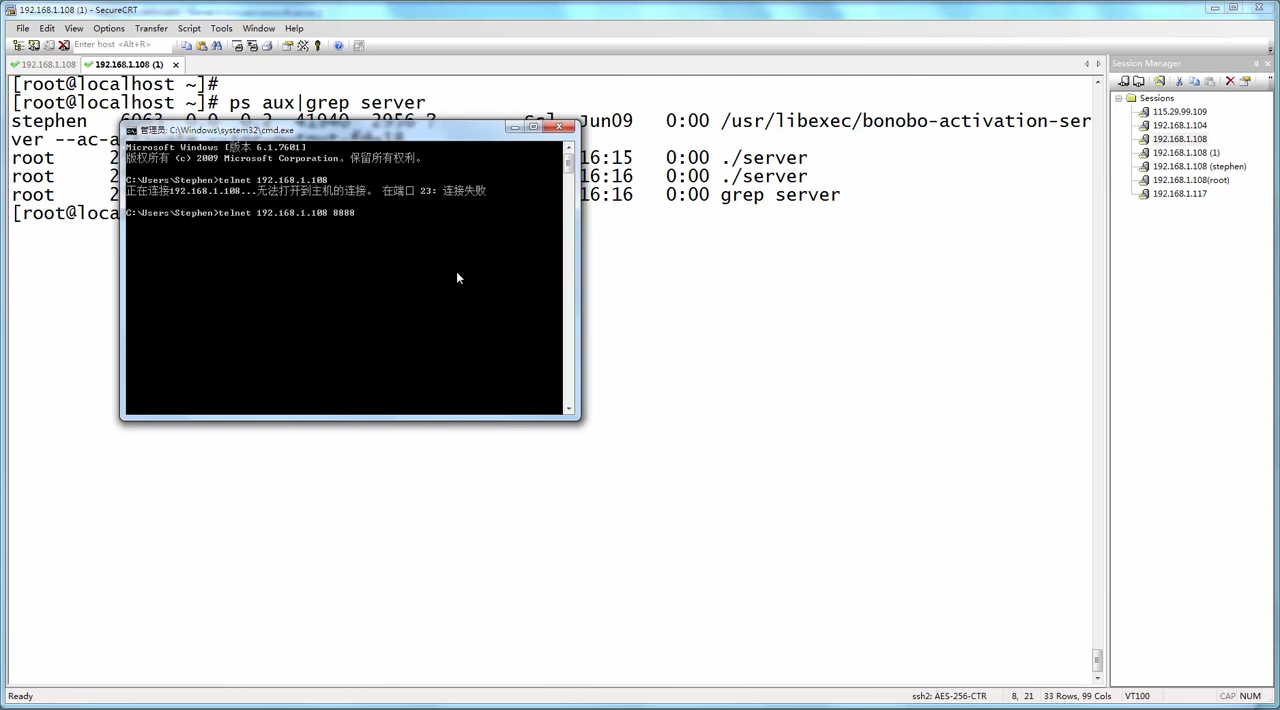 192.168.1.108 (1) - SecureCRT
File Edit View Options Transfer Script Tools Window Help
Enter host <Alt+R>
192.168.1.108 192.168.1.108 (1)
Session Manager
[root@localhost ~]#
[root@localhost ~]# ps aux|grep server
stephen Jun09 0:00 /usr/libexec/bonobo-activation-ser
ver --ac-a
root 2 16:15 0:00 ./server
root 2 16:16 0:00 ./server
root 2 16:16 0:00 grep server
[root@loca
管理员: C:\Windows\system32\cmd.exe
Microsoft Windows [版本 6.1.7601]
版权所有 (c) 2009 Microsoft Corporation。保留所有权利。
C:\Users\Stephen>telnet 192.168.1.108
正在连接192.168.1.108...无法打开到主机的连接。 在端口 23: 连接失败
C:\Users\Stephen>telnet 192.168.1.108 8888
Sessions
115.29.99.109
192.168.1.104
192.168.1.108
192.168.1.108 (1)
192.168.1.108 (stephen)
192.168.1.108(root)
192.168.1.117
Ready ssh2: AES-256-CTR 8, 21 33 Rows, 99 Cols VT100 CAP NUM